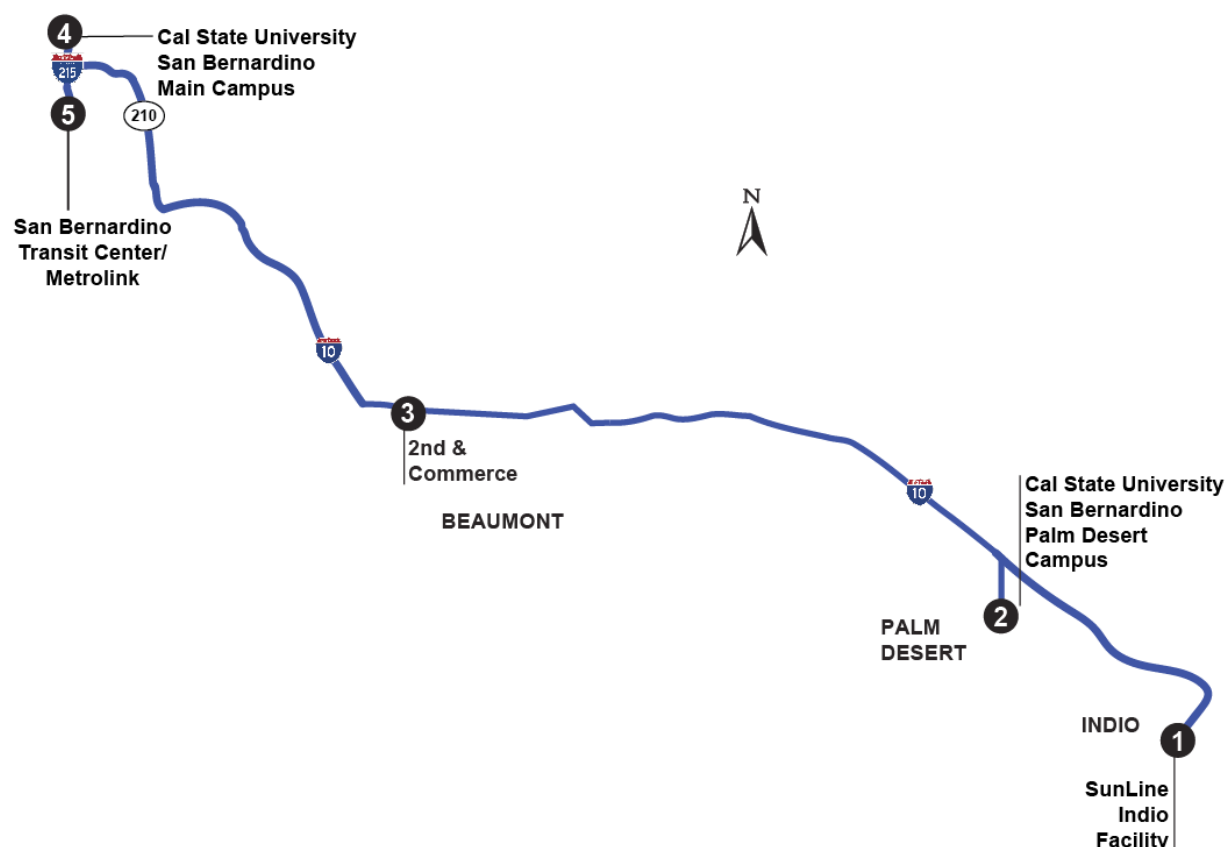 4
Cal State University
San Bernardino
Main Campus
215
5
210
San Bernardino
Transit Center/
Metrolink
N
10
3
2nd &
Commerce
BEAUMONT
10
Cal State University
San Bernardino
Palm Desert
Campus
2
PALM
DESERT
INDIO
1
SunLine
Indio
Facility